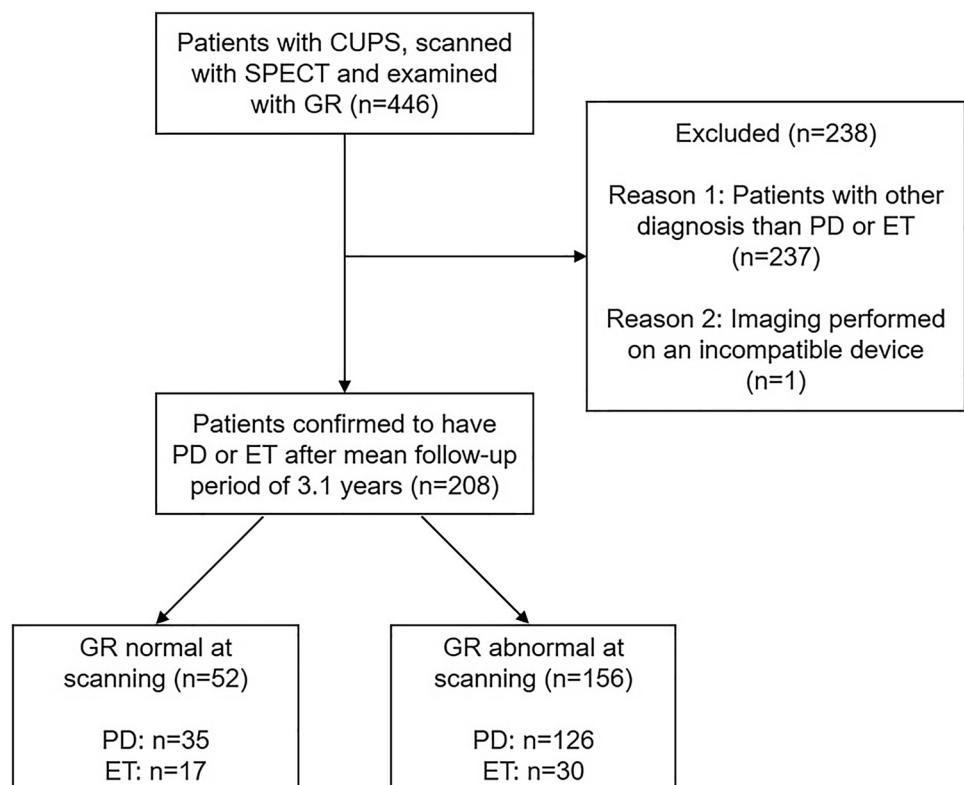 Patients with CUPS, scanned
with SPECT and examined
with GR (n=446)
Excluded (n=238)
Reason 1: Patients with other
diagnosis than PD or ET
(n=237)
Reason 2: Imaging performed
on an incompatible device
(n=1)
Patients confirmed to have
PD or ET after mean follow-up
period of 3.1 years (n=208)
GR normal at
scanning (n=52)
PD: n=35
ET: n=17
GR abnormal at
scanning (n=156)
PD: n=126
ET: n=30